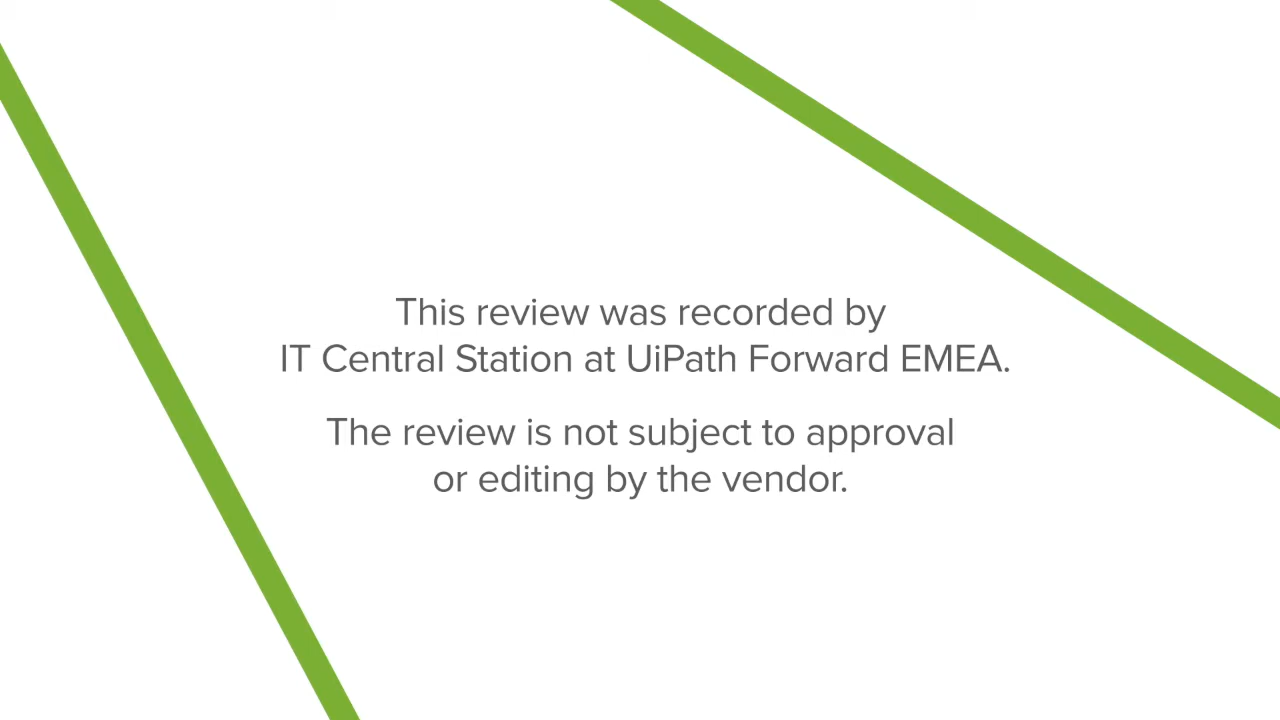 This review was recorded by
IT Central Station at UiPath Forward EMEA.
The review is not subject to approval
or editing by the vendor.